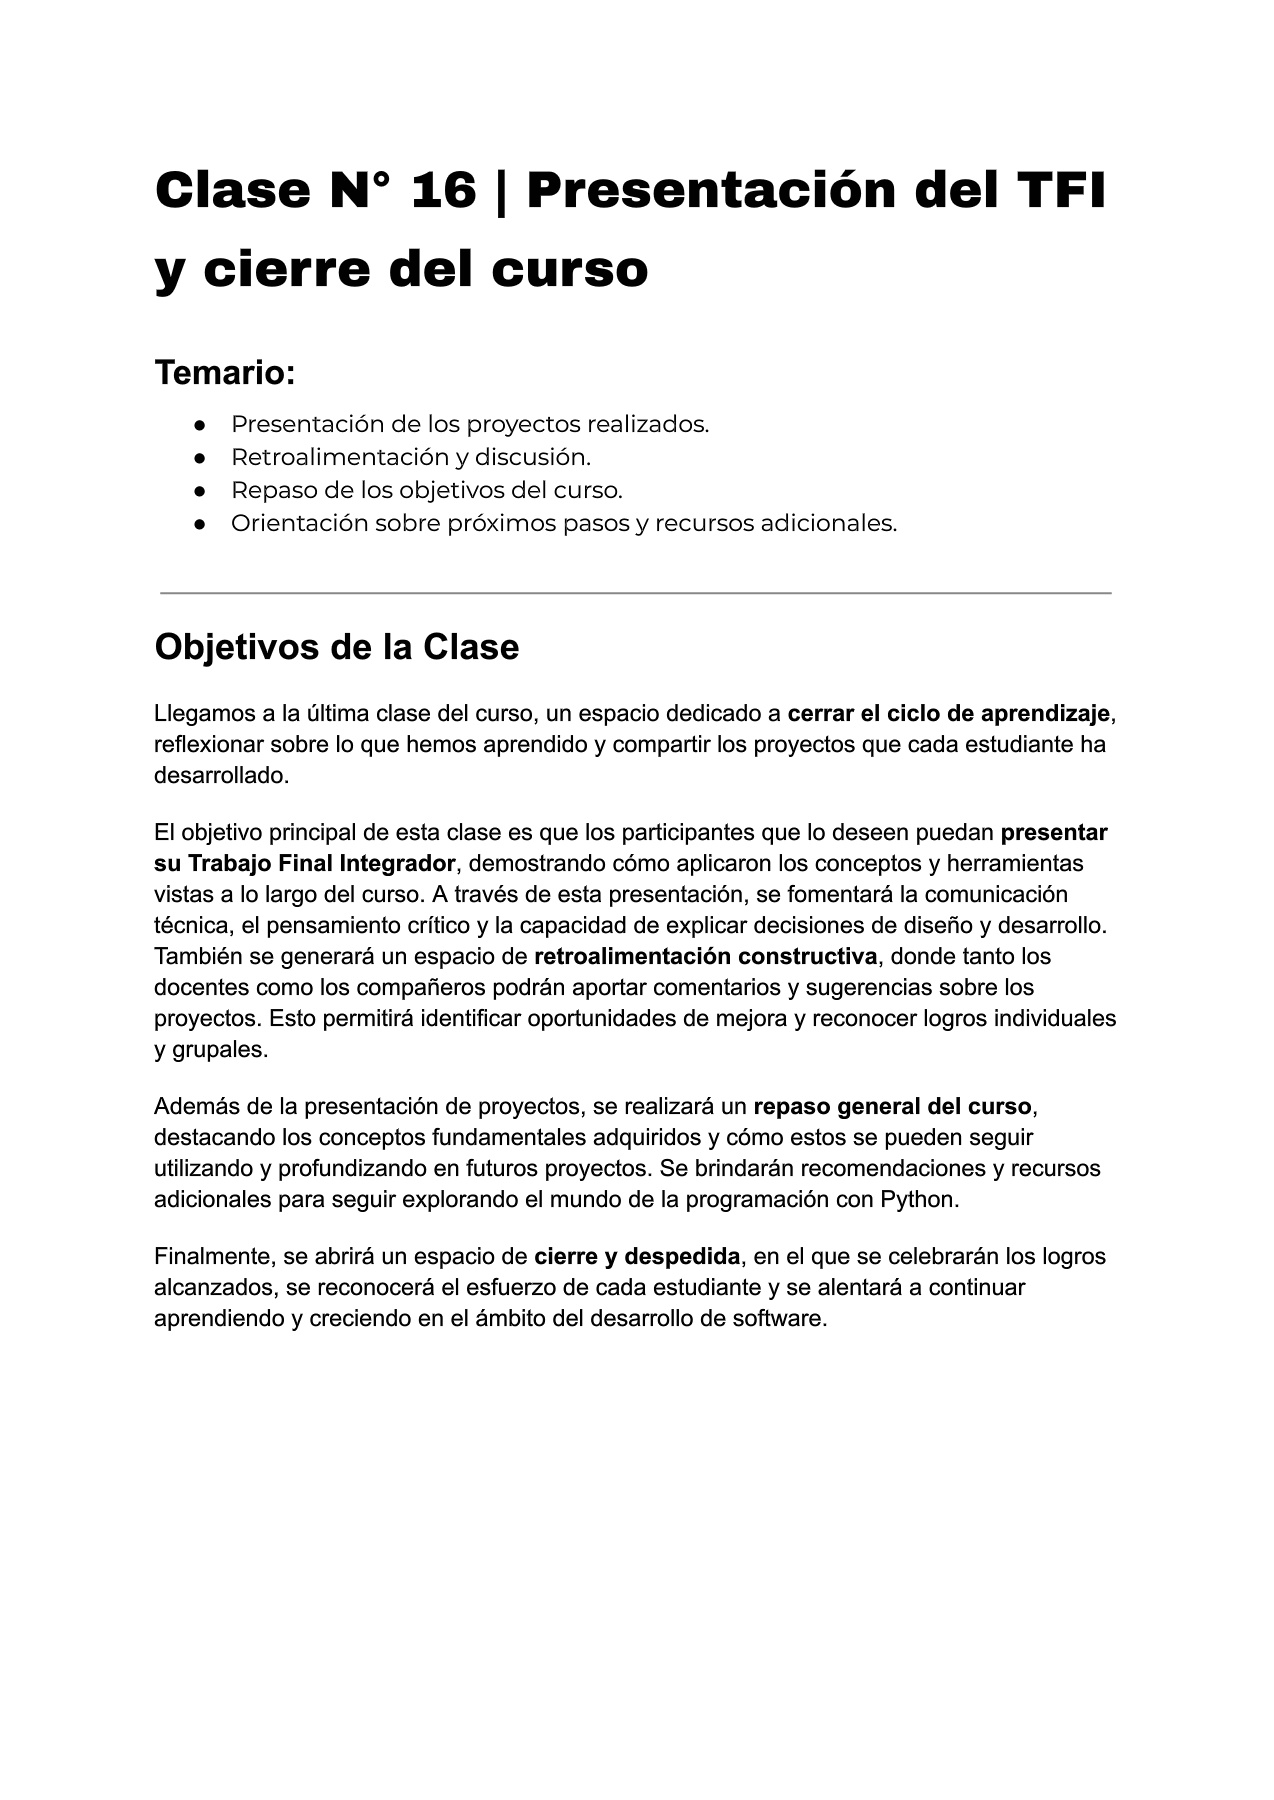 Clase N° 16 | Presentación del TFI
y cierre del curso
Temario:
● Presentación de los proyectos realizados.
● Retroalimentación y discusión.
● Repaso de los objetivos del curso.
● Orientación sobre próximos pasos y recursos adicionales.
Objetivos de la Clase
Llegamos a la última clase del curso, un espacio dedicado a cerrar el ciclo de aprendizaje,
reflexionar sobre lo que hemos aprendido y compartir los proyectos que cada estudiante ha
desarrollado.
El objetivo principal de esta clase es que los participantes que lo deseen puedan presentar
su Trabajo Final Integrador, demostrando cómo aplicaron los conceptos y herramientas
vistas a lo largo del curso. A través de esta presentación, se fomentará la comunicación
técnica, el pensamiento crítico y la capacidad de explicar decisiones de diseño y desarrollo.
También se generará un espacio de retroalimentación constructiva, donde tanto los
docentes como los compañeros podrán aportar comentarios y sugerencias sobre los
proyectos. Esto permitirá identificar oportunidades de mejora y reconocer logros individuales
y grupales.
Además de la presentación de proyectos, se realizará un repaso general del curso,
destacando los conceptos fundamentales adquiridos y cómo estos se pueden seguir
utilizando y profundizando en futuros proyectos. Se brindarán recomendaciones y recursos
adicionales para seguir explorando el mundo de la programación con Python.
Finalmente, se abrirá un espacio de cierre y despedida, en el que se celebrarán los logros
alcanzados, se reconocerá el esfuerzo de cada estudiante y se alentará a continuar
aprendiendo y creciendo en el ámbito del desarrollo de software.